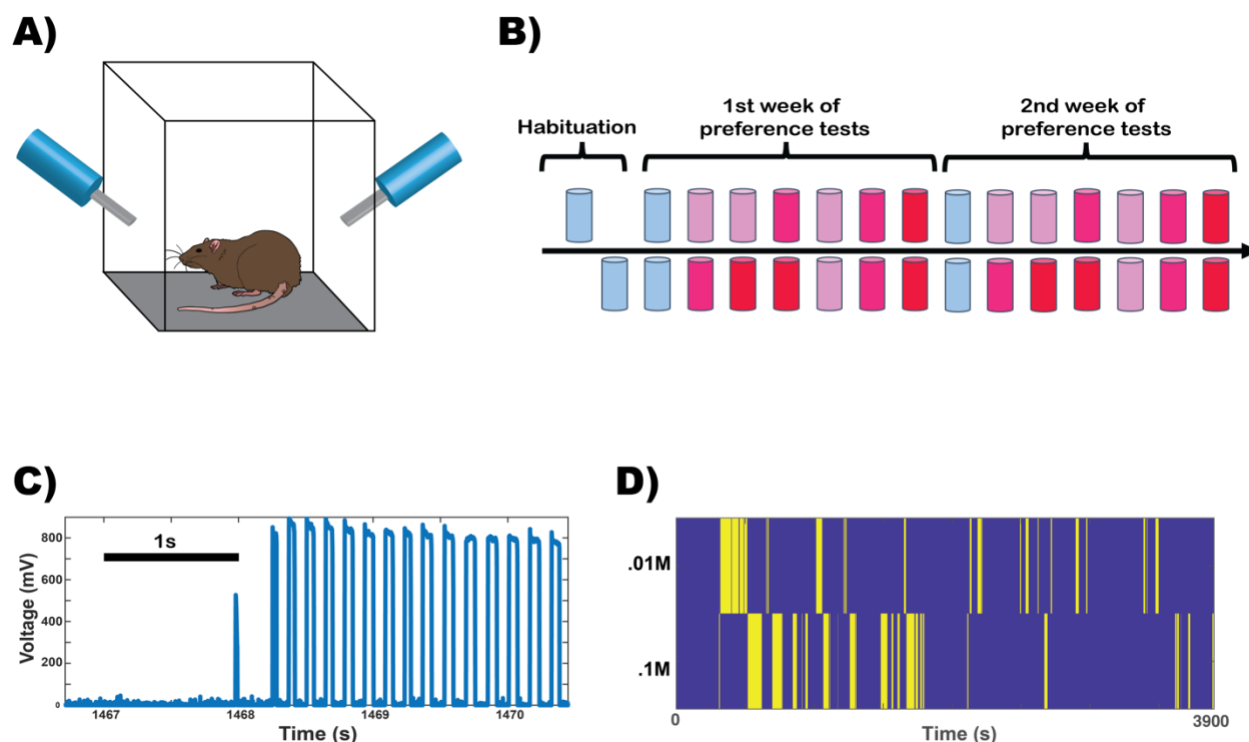 A)
B)
Habituation
1st week of
preference tests
2nd week of
preference tests
C)
1s
800
600
400
200
0
Voltage (mV)
1467
1468
1469
1470
Time (s)
D)
.01M
.1M
0
3900
Time (s)